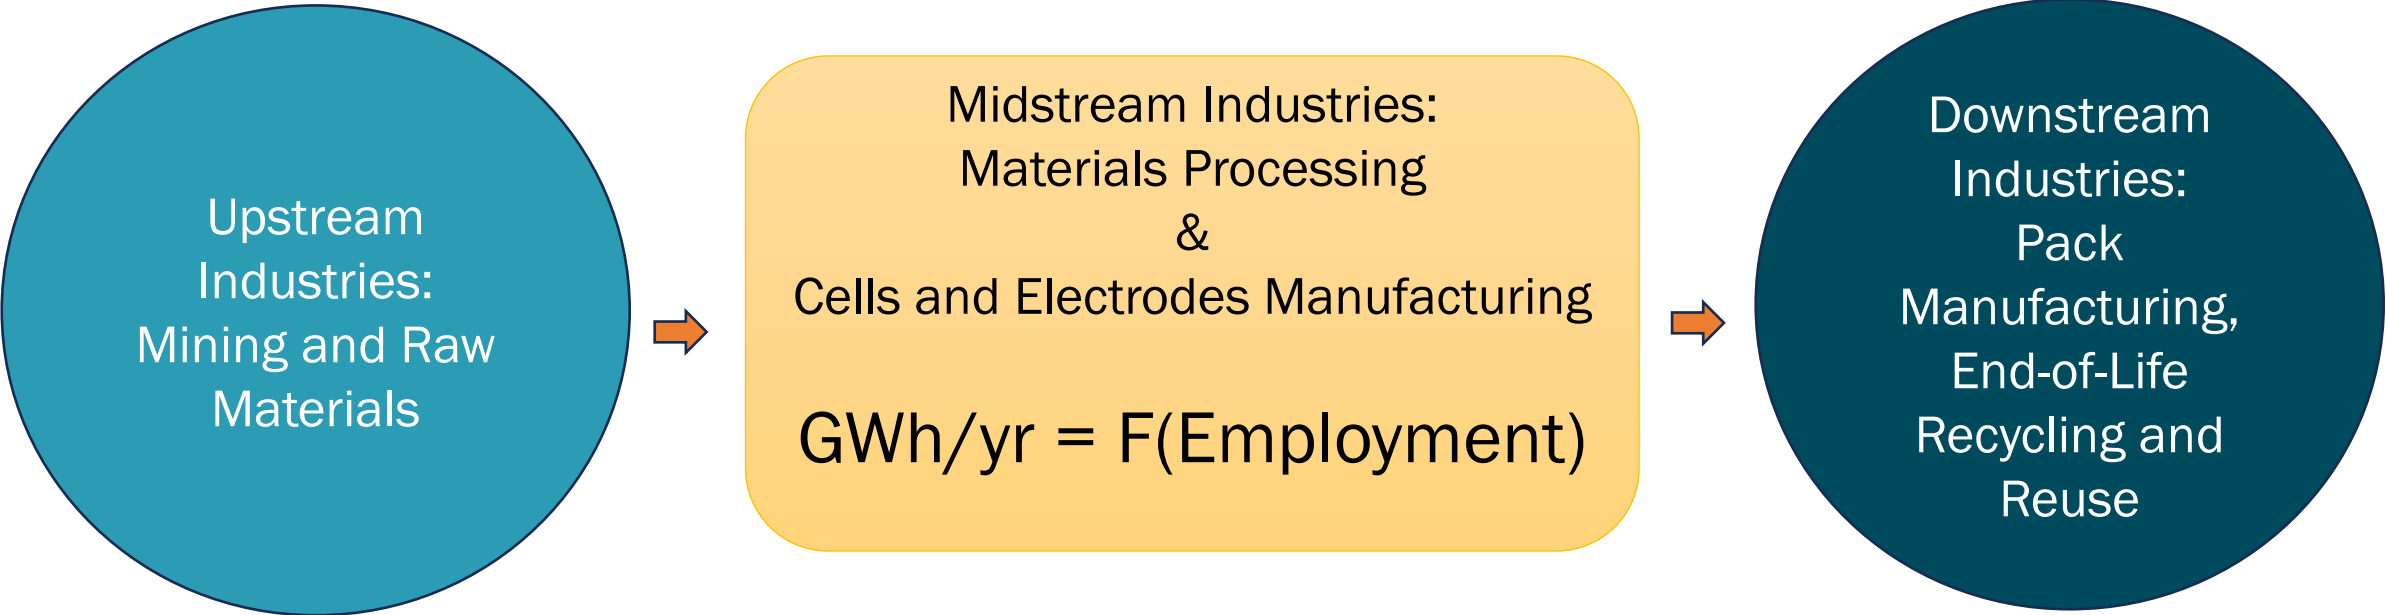 Upstream
Industries:
Mining and Raw
Materials
Midstream Industries:
Materials Processing
&
Cells and Electrodes Manufacturing
GWh/yr = F(Employment)
Downstream
Industries:
Pack
Manufacturing,
End-of-Life
Recycling and
Reuse